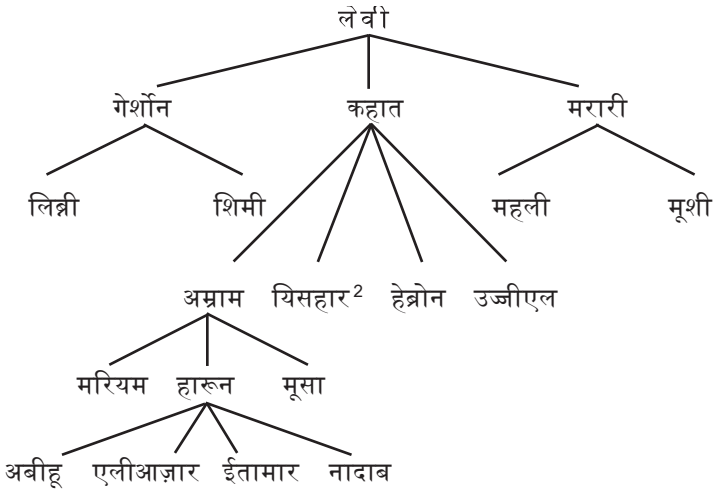 लेवी
गेर्शोन कहात मरारी
लिब्नी शिमी महली मूशी
अम्राम यिसहार² हेब्रोन उज्जीएल
मरियम हारून मूसा
अबीहू एलीआज़ार ईतामार नादाब